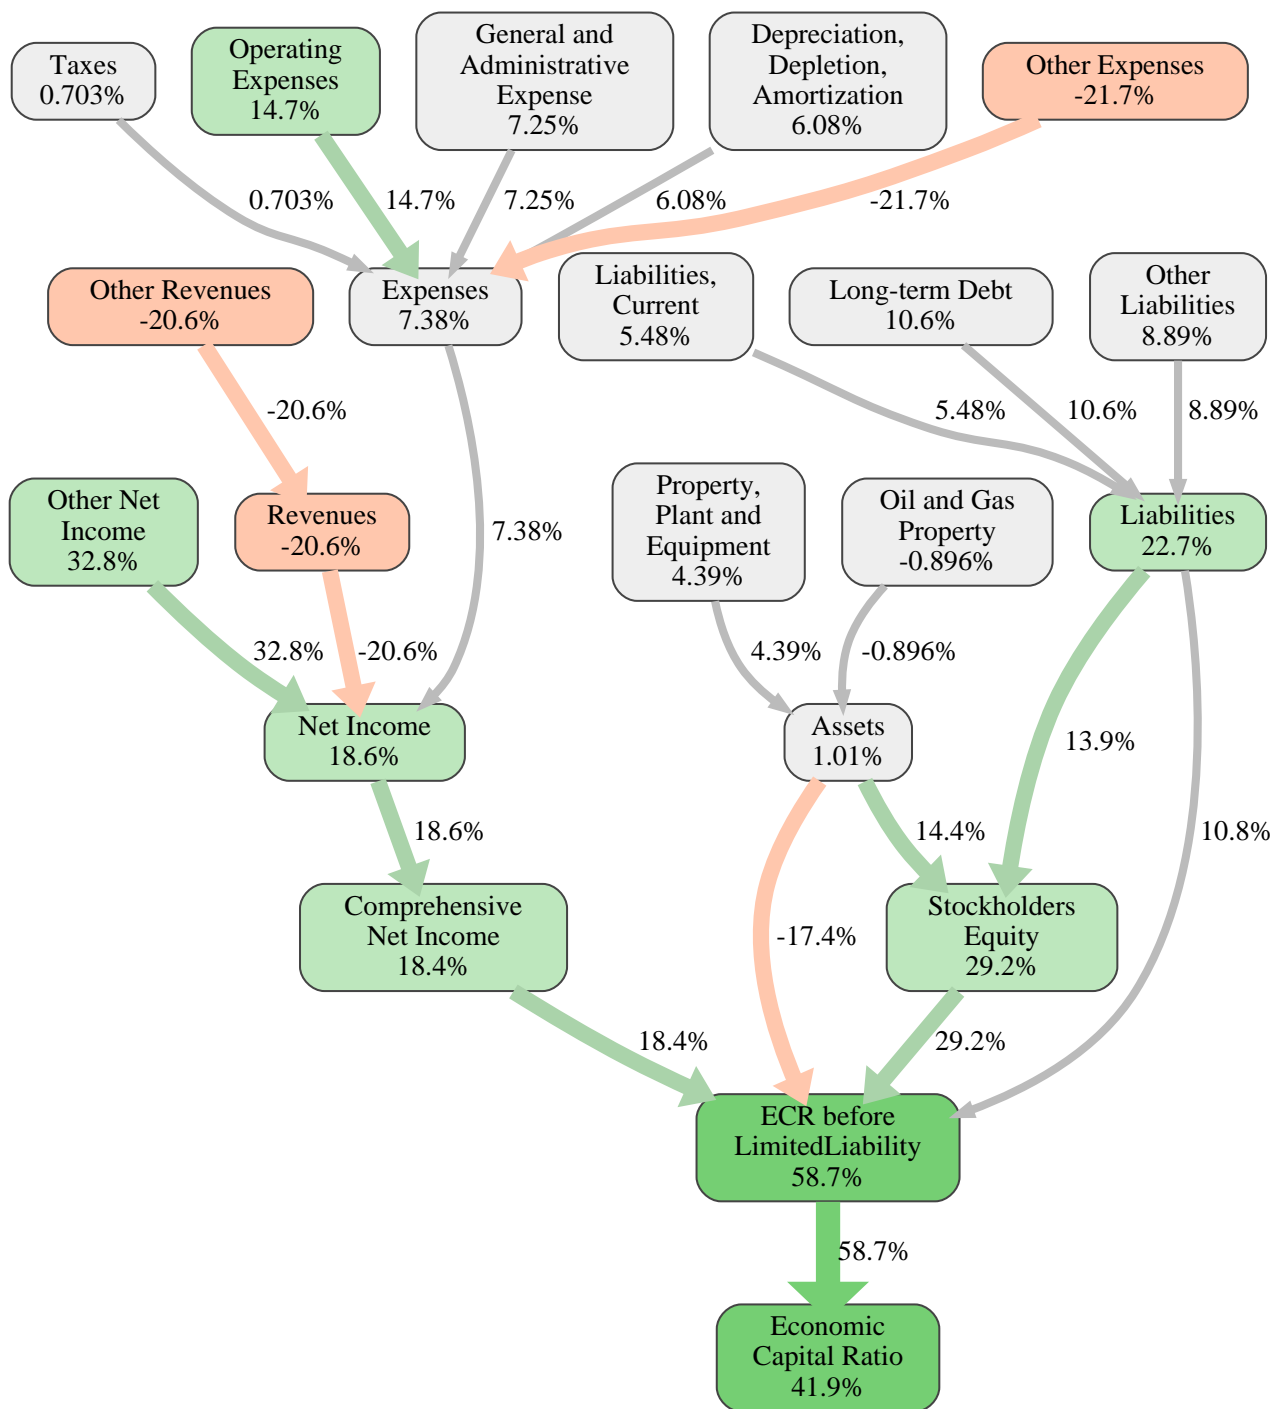 Taxes
0.703%
Operating
Expenses
14.7%
General and
Administrative
Expense
7.25%
Depreciation,
Depletion,
Amortization
6.08%
Other Expenses
-21.7%
0.703%
14.7%
7.25%
6.08%
-21.7%
Other Revenues
-20.6%
Expenses
7.38%
Liabilities,
Current
5.48%
Long-term Debt
10.6%
Other
Liabilities
8.89%
-20.6%
5.48%
10.6%
8.89%
Other Net
Income
32.8%
Revenues
-20.6%
7.38%
Property,
Plant and
Equipment
4.39%
Oil and Gas
Property
-0.896%
Liabilities
22.7%
32.8%
-20.6%
4.39%
-0.896%
Net Income
18.6%
Assets
1.01%
13.9%
18.6%
14.4%
10.8%
Comprehensive
Net Income
18.4%
-17.4%
Stockholders
Equity
29.2%
18.4%
29.2%
ECR before
LimitedLiability
58.7%
58.7%
Economic
Capital Ratio
41.9%